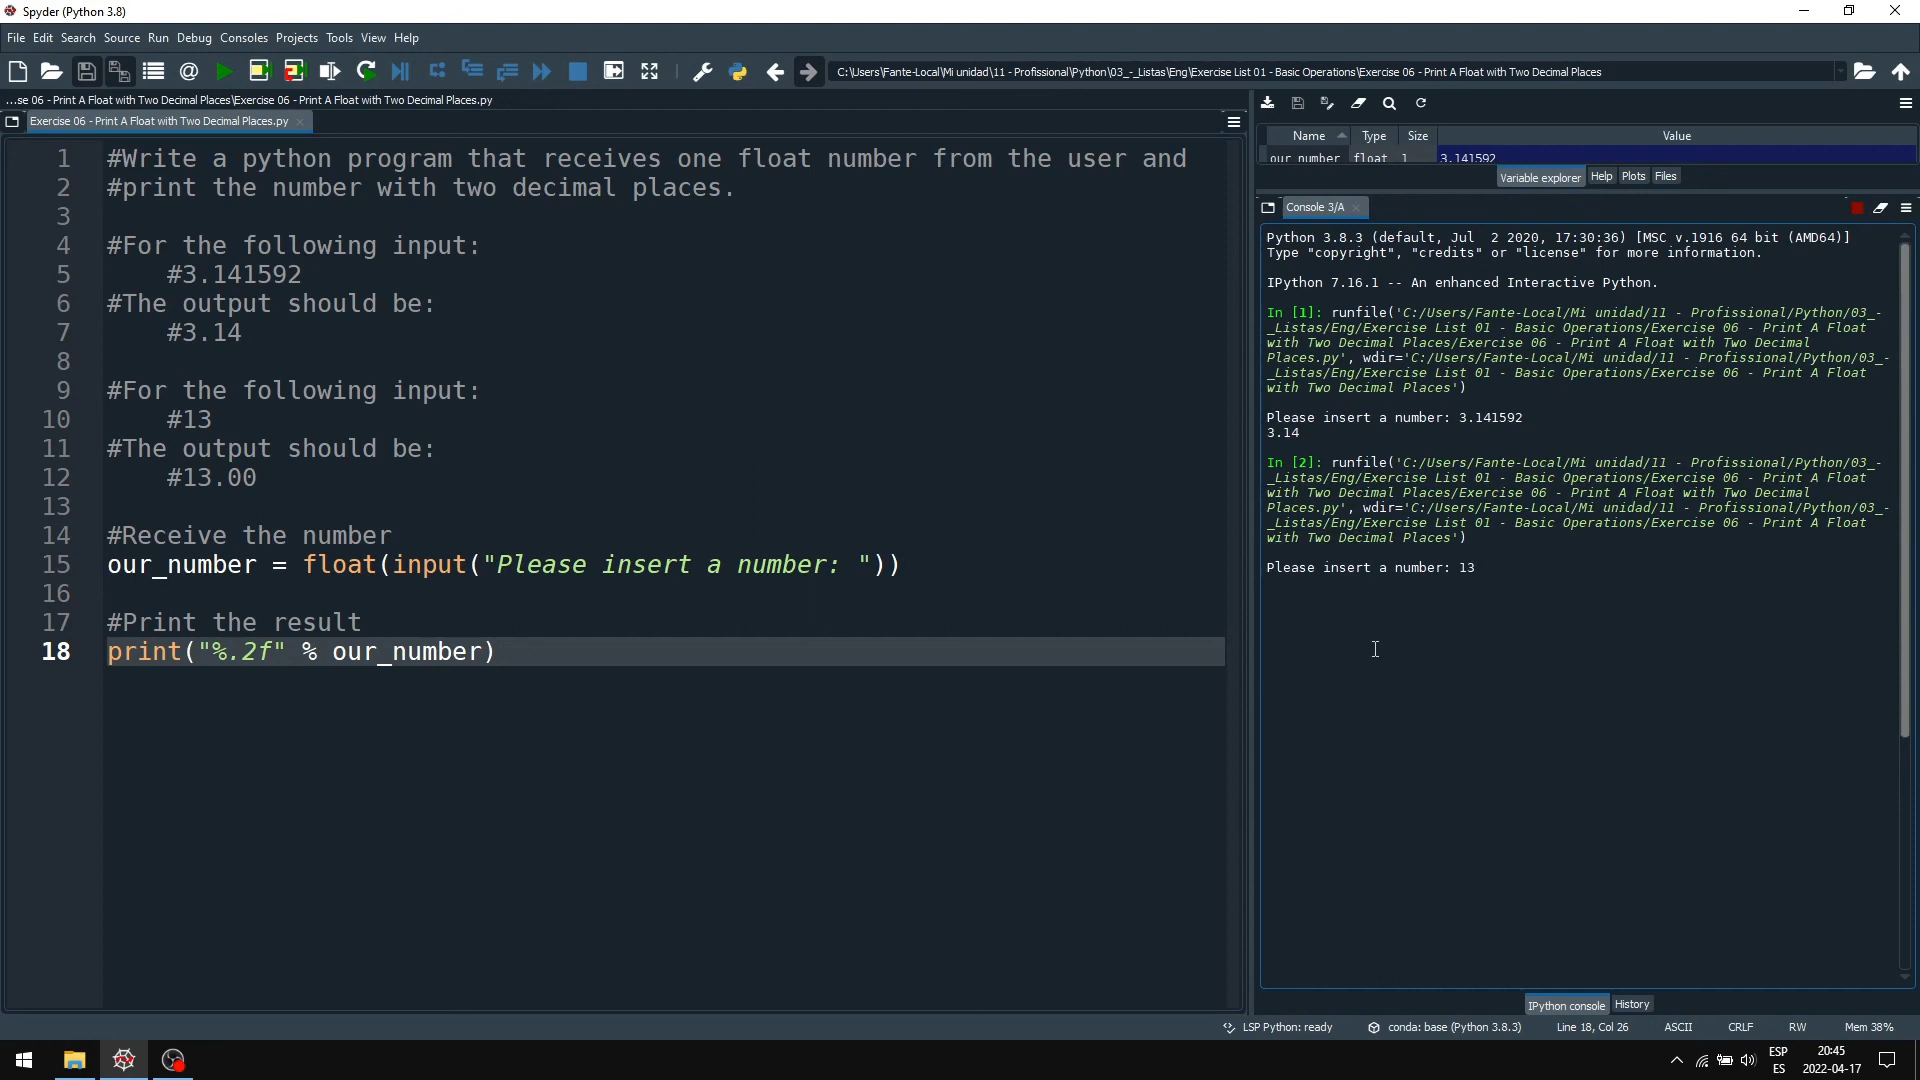 Spyder (Python 3.8)
File Edit Search Source Run Debug Consoles Projects Tools View Help
C:\Users\Fante-Local\Mi unidad\11 - Profissional\Python\03_-_Listas\Eng\Exercise List 01 - Basic Operations\Exercise 06 - Print A Float with Two Decimal Places
...se 06 - Print A Float with Two Decimal Places\Exercise 06 - Print A Float with Two Decimal Places.py
Exercise 06 - Print A Float with Two Decimal Places.py
1 #Write a python program that receives one float number from the user and
2 #print the number with two decimal places.
3
4 #For the following input:
5 #3.141592
6 #The output should be:
7 #3.14
8
9 #For the following input:
10 #13
11 #The output should be:
12 #13.00
13
14 #Receive the number
15 our_number = float(input("Please insert a number: "))
16
17 #Print the result
18 print("%.2f" % our_number)
Name Type Size Value
our_number float 1 3.141592
Variable explorer Help Plots Files
Console 3/A
Python 3.8.3 (default, Jul  2 2020, 17:30:36) [MSC v.1916 64 bit (AMD64)]
Type "copyright", "credits" or "license" for more information.
IPython 7.16.1 -- An enhanced Interactive Python.
In [1]: runfile('C:/Users/Fante-Local/Mi unidad/11 - Profissional/Python/03_-
_Listas/Eng/Exercise List 01 - Basic Operations/Exercise 06 - Print A Float
with Two Decimal Places/Exercise 06 - Print A Float with Two Decimal
Places.py', wdir='C:/Users/Fante-Local/Mi unidad/11 - Profissional/Python/03_-
_Listas/Eng/Exercise List 01 - Basic Operations/Exercise 06 - Print A Float
with Two Decimal Places')
Please insert a number: 3.141592
3.14
In [2]: runfile('C:/Users/Fante-Local/Mi unidad/11 - Profissional/Python/03_-
_Listas/Eng/Exercise List 01 - Basic Operations/Exercise 06 - Print A Float
with Two Decimal Places/Exercise 06 - Print A Float with Two Decimal
Places.py', wdir='C:/Users/Fante-Local/Mi unidad/11 - Profissional/Python/03_-
_Listas/Eng/Exercise List 01 - Basic Operations/Exercise 06 - Print A Float
with Two Decimal Places')
Please insert a number: 13
IPython console History
LSP Python: ready conda: base (Python 3.8.3) Line 18, Col 26 ASCII CRLF RW Mem 38%
ESP 20:45
ES 2022-04-17